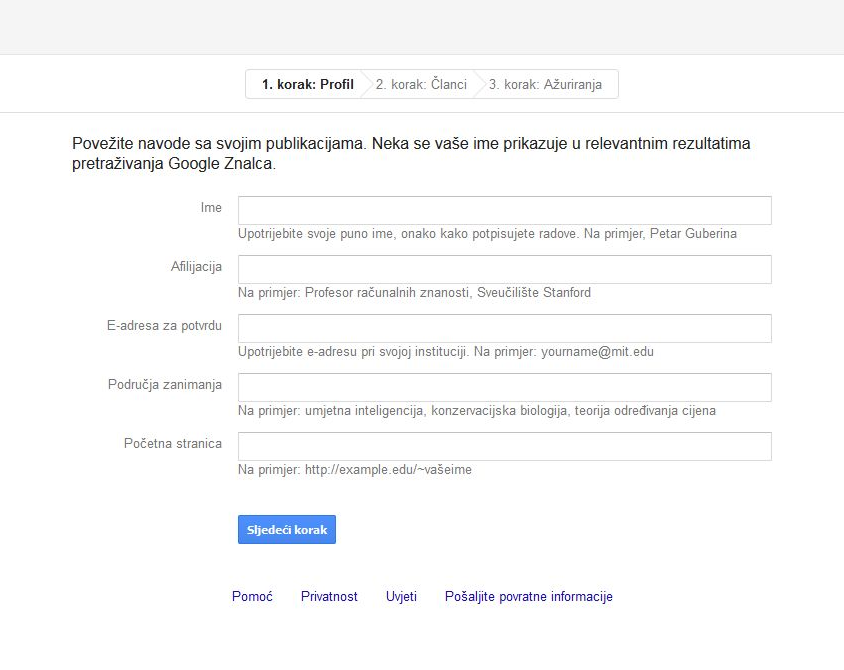 1. korak: Profil 2. korak: Članci 3. korak: Ažuriranja
Povežite navode sa svojim publikacijama. Neka se vaše ime prikazuje u relevantnim rezultatima
pretraživanja Google Znalca.
Ime
Upotrijebite svoje puno ime, onako kako potpisujete radove. Na primjer, Petar Guberina
Afilijacija
Na primjer: Profesor računalnih znanosti, Sveučilište Stanford
E-adresa za potvrdu
Upotrijebite e-adresu pri svojoj instituciji. Na primjer: yourname@mit.edu
Područja zanimanja
Na primjer: umjetna inteligencija, konzervacijska biologija, teorija određivanja cijena
Početna stranica
Na primjer: http://example.edu/~vašeime
Sljedeći korak
Pomoć Privatnost Uvjeti Pošaljite povratne informacije